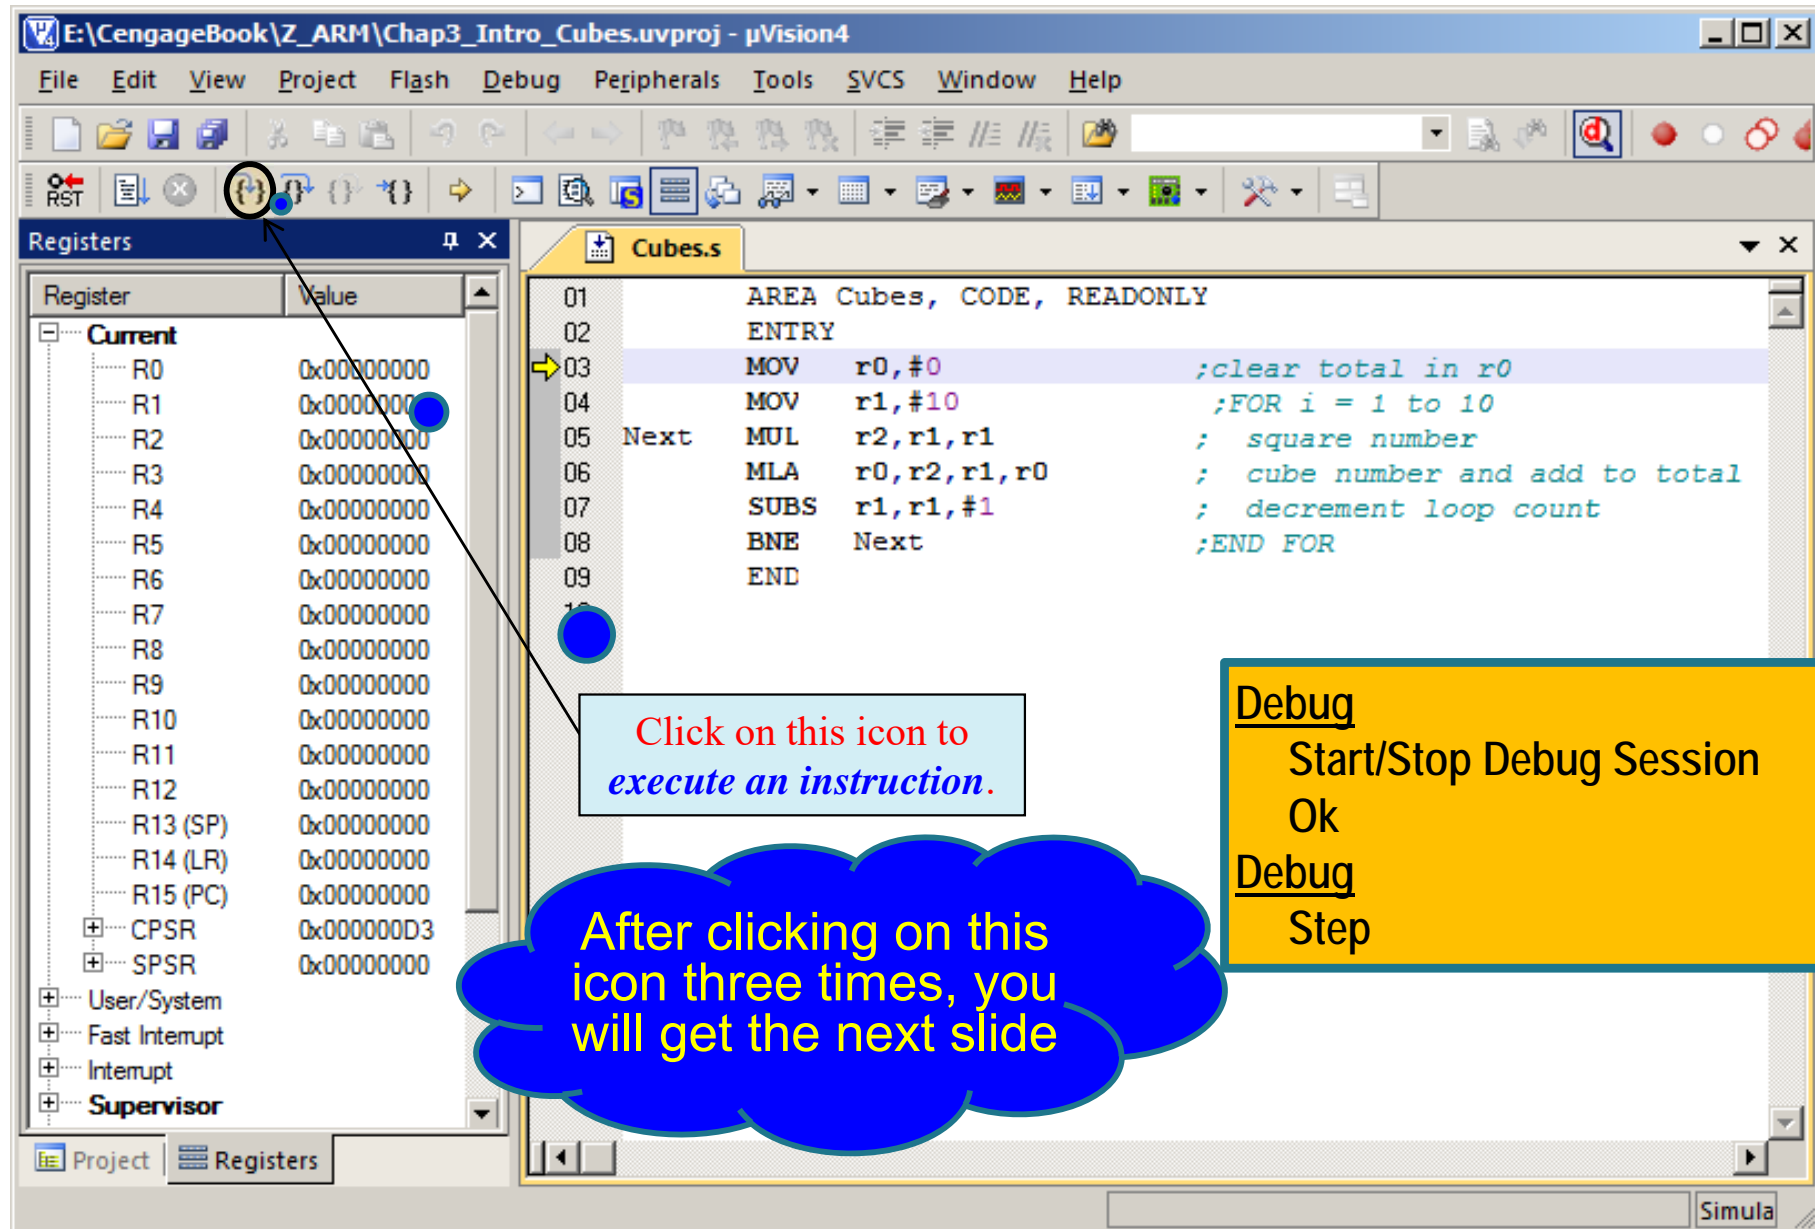 E:\CengageBook\Z_ARM\Chap3_Intro_Cubes.uvproj - µVision4
File Edit View Project Flash Debug Peripherals Tools SVCS Window Help
RST
Registers
Cubes.s
Register Value
Current
R0 0x00000000
R1
R2 0x00000000
R3 0x00000000
R4 0x00000000
R5 0x00000000
R6 0x00000000
R7 0x00000000
R8 0x00000000
R9 0x00000000
R10 0x00000000
R11 0x00000000
R12 0x00000000
R13 (SP) 0x00000000
R14 (LR) 0x00000000
R15 (PC) 0x00000000
CPSR 0x000000D3
SPSR 0x00000000
User/System
Fast Interrupt
Interrupt
Supervisor
Project Registers
01 AREA Cubes, CODE, READONLY
02 ENTRY
03 MOV r0,#0 ;clear total in r0
04 MOV r1,#10 ;FOR i = 1 to 10
05 Next MUL r2,r1,r1 ; square number
06 MLA r0,r2,r1,r0 ; cube number and add to total
07 SUBS r1,r1,#1 ; decrement loop count
08 BNE Next ;END FOR
09 END
Click on this icon to
execute an instruction.
After clicking on this
icon three times, you
will get the next slide
Debug
Start/Stop Debug Session
Ok
Debug
Step
Simula